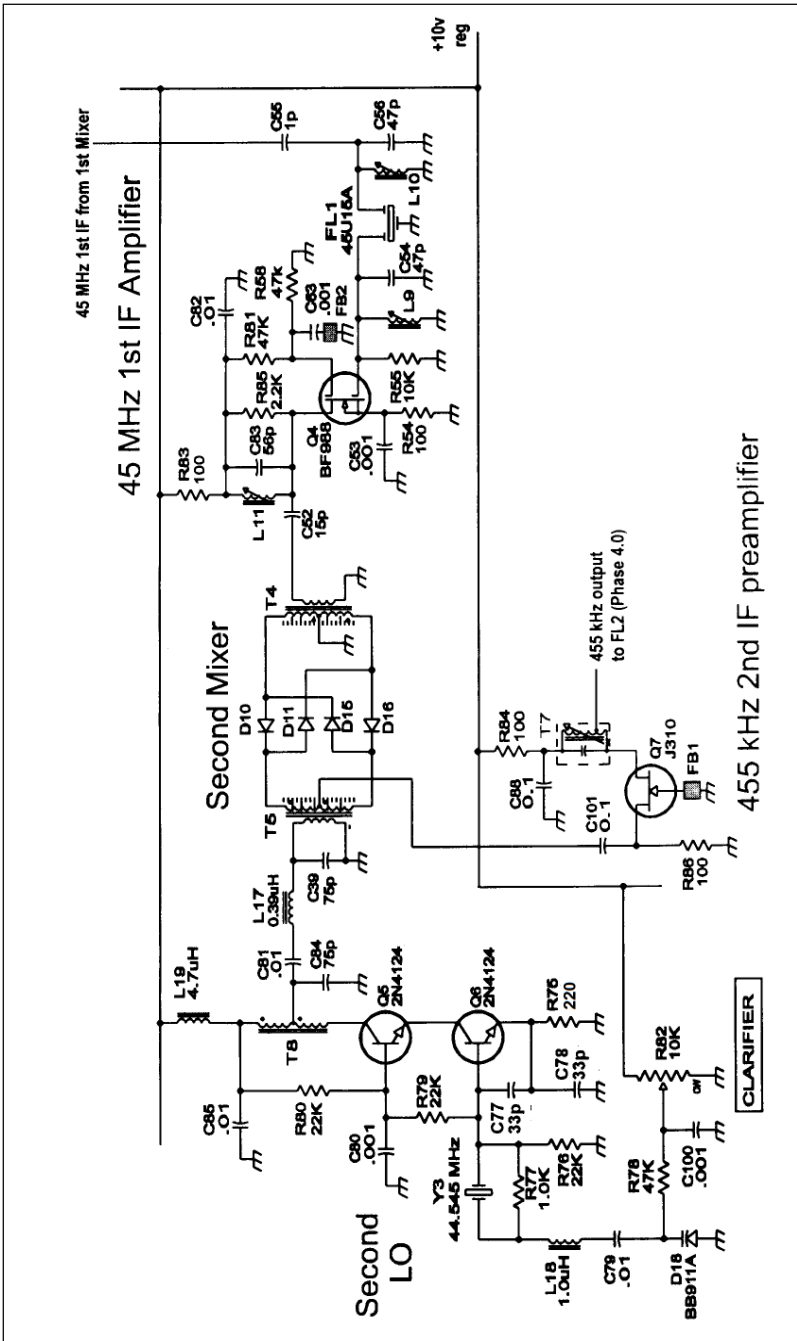 +10v
reg
45 MHz 1st IF from 1st Mixer
45 MHz 1st IF Amplifier
C55
1p
C56
47p
L10
FL1
45U15A
C54
47p
L9
R58
47k
C63
.001
FB2
C82
.01
R81
47K
R85
2.2K
C83
56p
R83
100
L11
Q4
BF988
R55
10K
R54
100
C53
.001
C52
15p
Second Mixer
T4
D10
D11
D15
D16
T5
L17
0.39uH
C39
75p
C81
.01
C84
75p
L19
4.7uH
T8
C85
.01
R80
22K
Q5
2N4124
Q6
2N4124
R79
22K
C80
.001
R75
220
C78
33p
C77
33p
Second
LO
Y3
44.545 MHz
R77
1.0K
R76
22K
L18
1.0uH
C79
.01
D18
BB911A
R78
47K
C100
.001
R82
10K
CW
CLARIFIER
455 kHz 2nd IF preamplifier
455 kHz output
to FL2 (Phase 4.0)
R84
100
T7
C88
0.1
Q7
J310
FB1
C101
0.1
R86
100